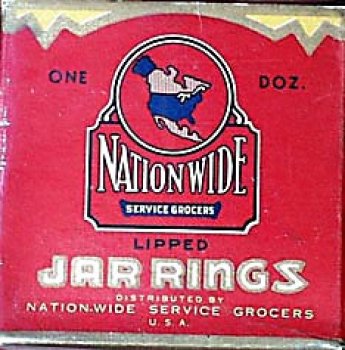 ONE DOZ.
NATIONWIDE
SERVICE GROCERS
LIPPED
JAR RINGS
DISTRIBUTED BY
NATION-WIDE SERVICE GROCERS
U.S.A.